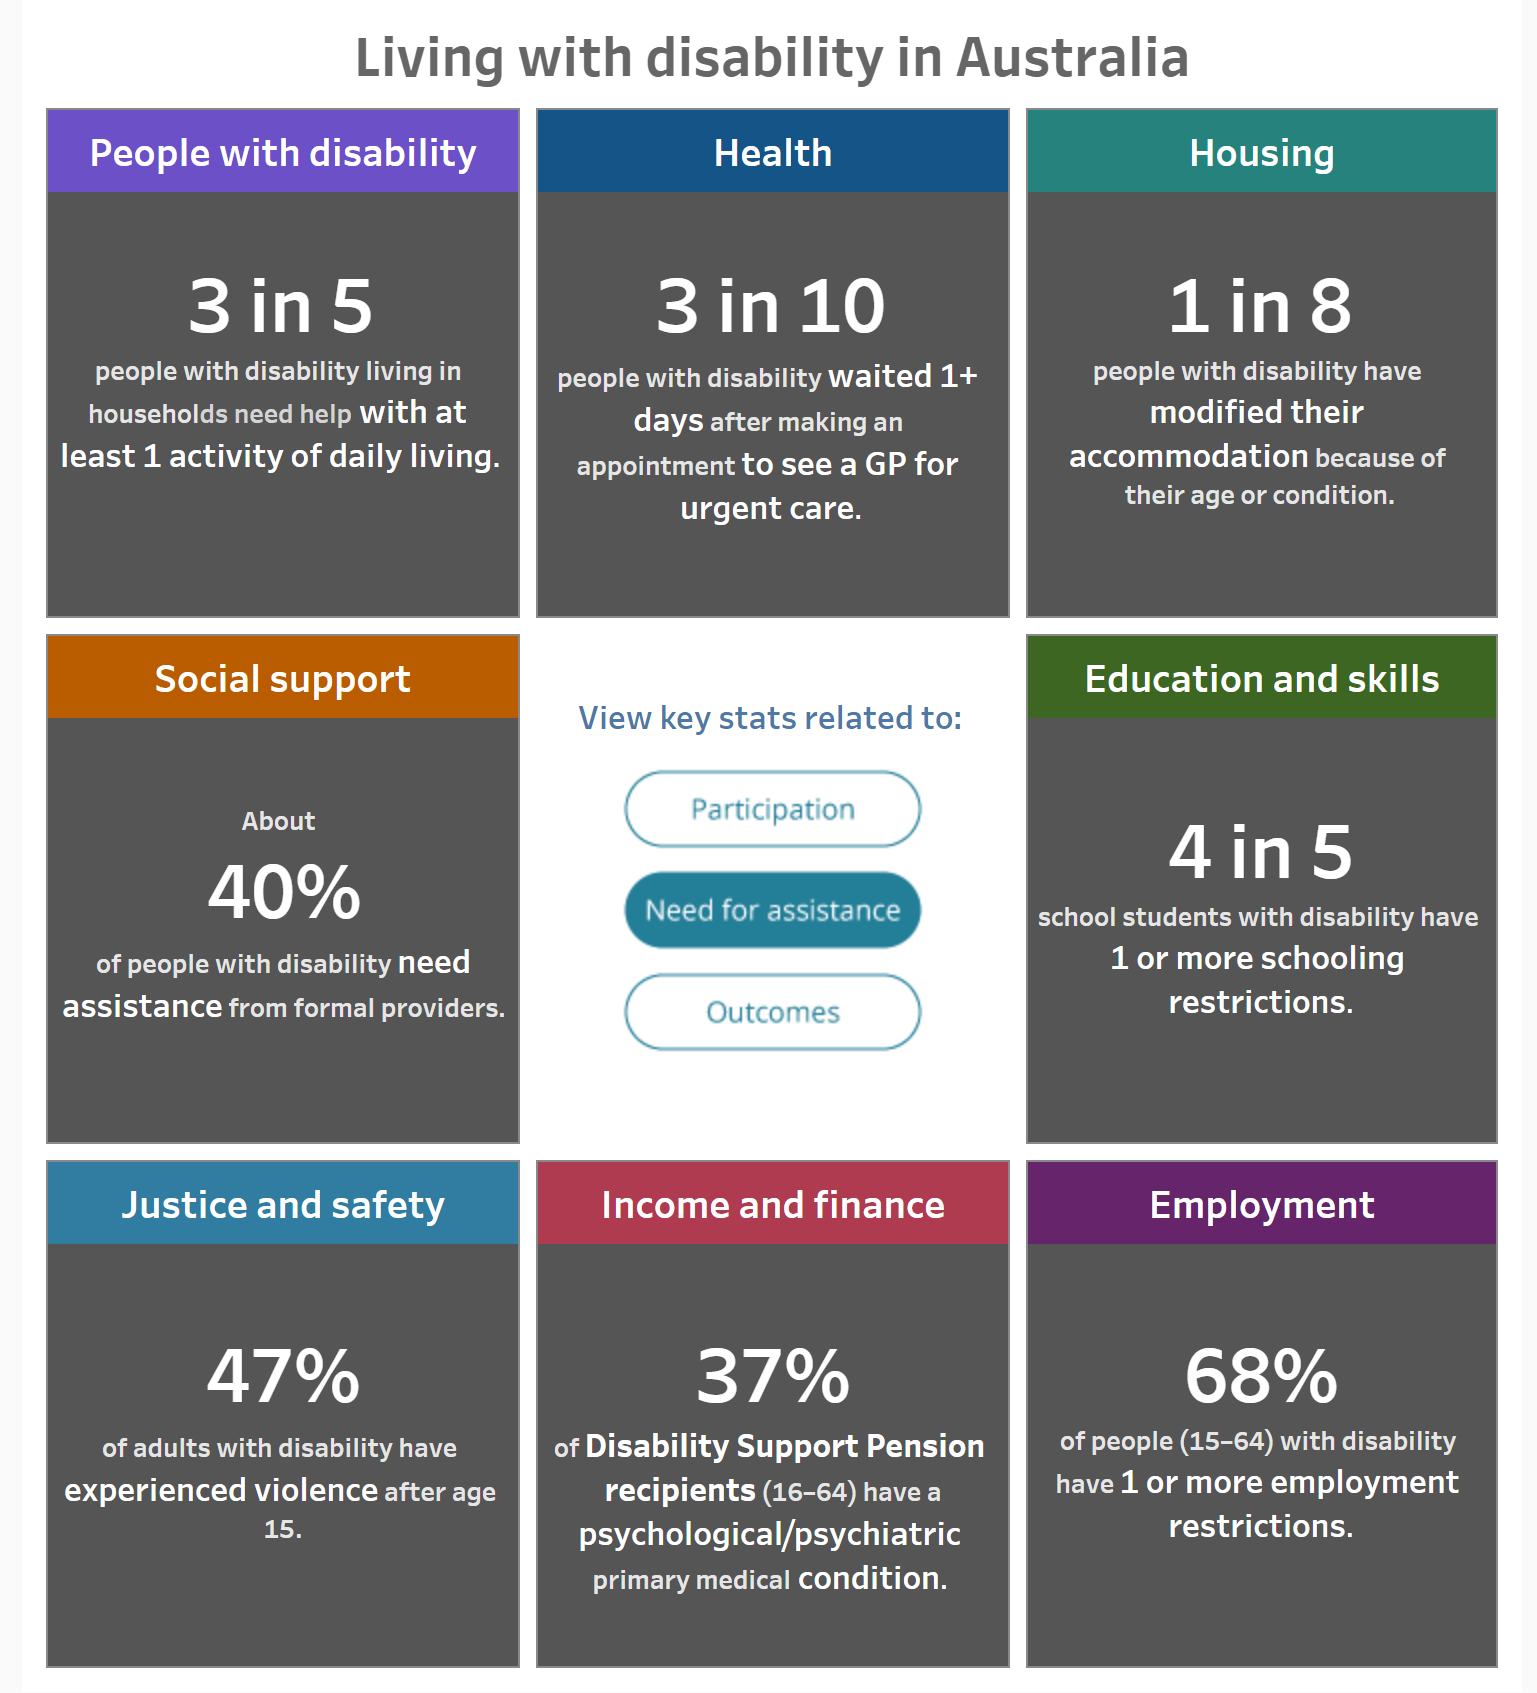 Living with disability in Australia
People with disability
3 in 5
people with disability living in
households need help with at
least 1 activity of daily living.
Health
3 in 10
people with disability waited 1+
days after making an
appointment to see a GP for
urgent care.
Housing
1 in 8
people with disability have
modified their
accommodation because of
their age or condition.
Social support
About
40%
of people with disability need
assistance from formal providers.
View key stats related to:
Participation
Need for assistance
Outcomes
Education and skills
4 in 5
school students with disability have
1 or more schooling
restrictions.
Justice and safety
47%
of adults with disability have
experienced violence after age
15.
Income and finance
37%
of Disability Support Pension
recipients (16–64) have a
psychological/psychiatric
primary medical condition.
Employment
68%
of people (15–64) with disability
have 1 or more employment
restrictions.